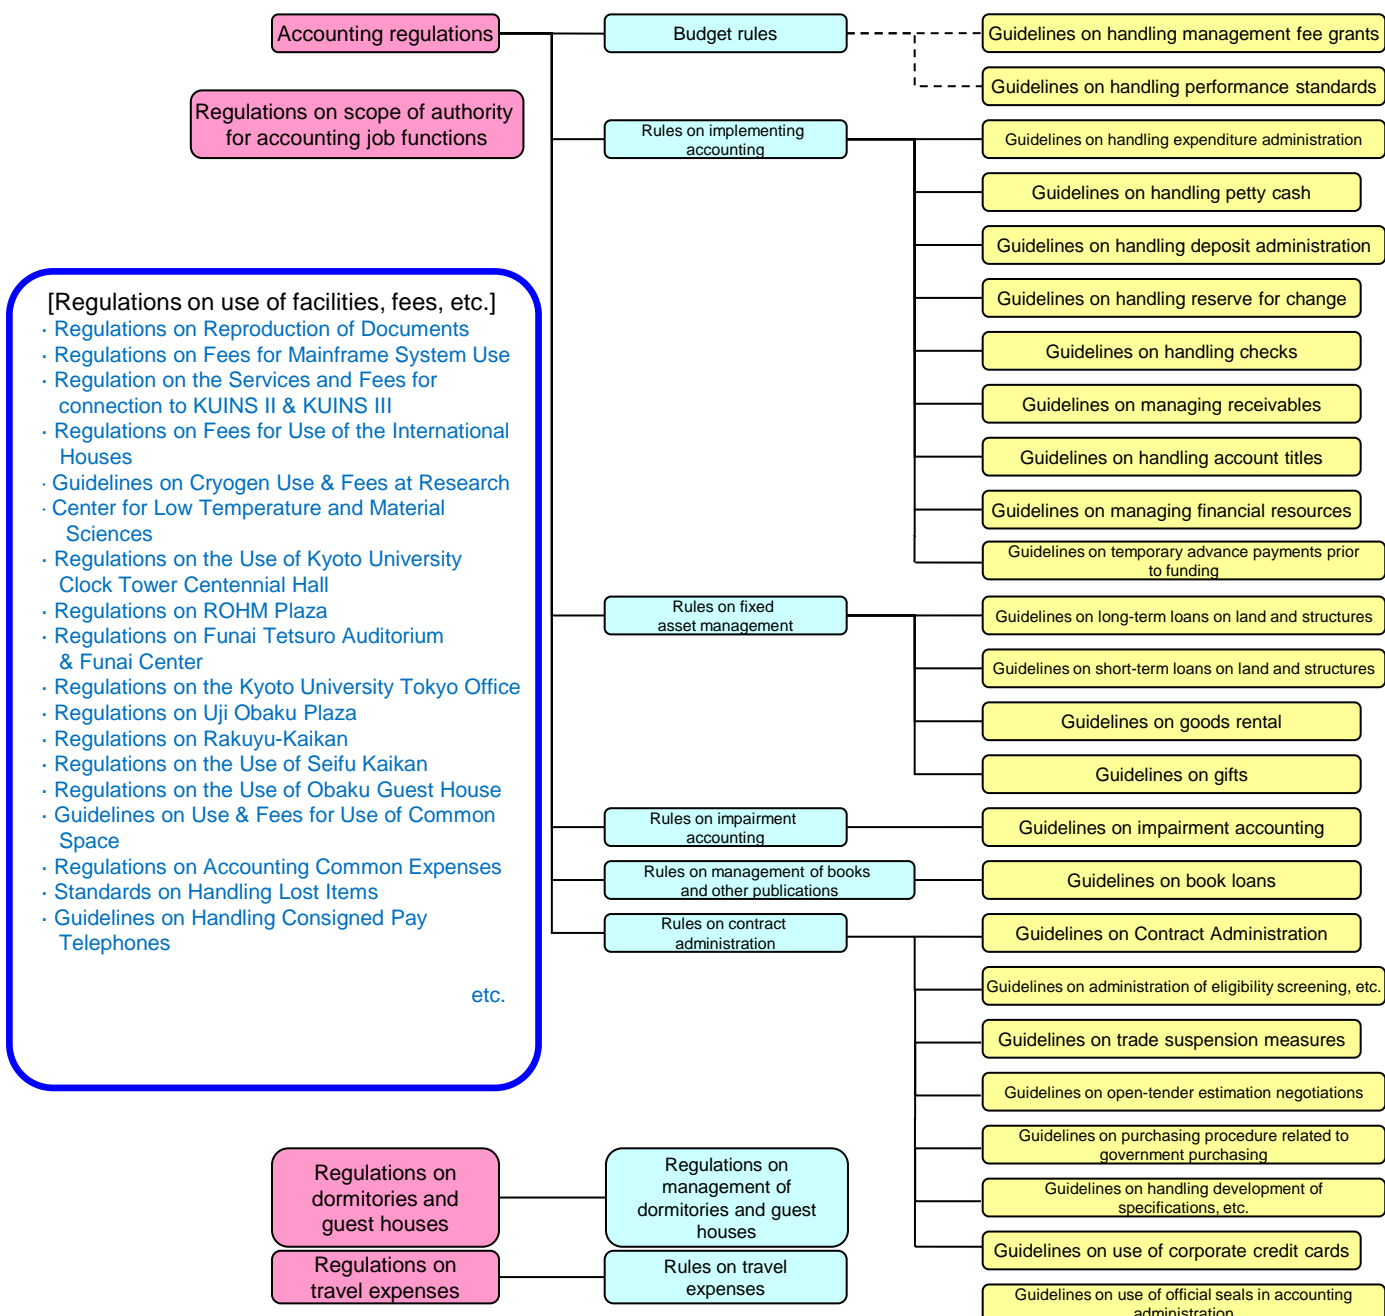 Accounting regulations
Regulations on scope of authority
for accounting job functions
[Regulations on use of facilities, fees, etc.]
· Regulations on Reproduction of Documents
· Regulations on Fees for Mainframe System Use
· Regulation on the Services and Fees for
connection to KUINS II & KUINS III
· Regulations on Fees for Use of the International
Houses
· Guidelines on Cryogen Use & Fees at Research
· Center for Low Temperature and Material
Sciences
· Regulations on the Use of Kyoto University
Clock Tower Centennial Hall
· Regulations on ROHM Plaza
· Regulations on Funai Tetsuro Auditorium
& Funai Center
· Regulations on the Kyoto University Tokyo Office
· Regulations on Uji Obaku Plaza
· Regulations on Rakuyu-Kaikan
· Regulations on the Use of Seifu Kaikan
· Regulations on the Use of Obaku Guest House
· Guidelines on Use & Fees for Use of Common
Space
· Regulations on Accounting Common Expenses
· Standards on Handling Lost Items
· Guidelines on Handling Consigned Pay
Telephones
etc.
Regulations on
dormitories and
guest houses
Regulations on
travel expenses
Budget rules
Rules on implementing
accounting
Rules on fixed
asset management
Rules on impairment
accounting
Rules on management of books
and other publications
Rules on contract
administration
Regulations on
management of
dormitories and guest
houses
Rules on travel
expenses
Guidelines on handling management fee grants
Guidelines on handling performance standards
Guidelines on handling expenditure administration
Guidelines on handling petty cash
Guidelines on handling deposit administration
Guidelines on handling reserve for change
Guidelines on handling checks
Guidelines on managing receivables
Guidelines on handling account titles
Guidelines on managing financial resources
Guidelines on temporary advance payments prior
to funding
Guidelines on long-term loans on land and structures
Guidelines on short-term loans on land and structures
Guidelines on goods rental
Guidelines on gifts
Guidelines on impairment accounting
Guidelines on book loans
Guidelines on Contract Administration
Guidelines on administration of eligibility screening, etc.
Guidelines on trade suspension measures
Guidelines on open-tender estimation negotiations
Guidelines on purchasing procedure related to
government purchasing
Guidelines on handling development of
specifications, etc.
Guidelines on use of corporate credit cards
Guidelines on use of official seals in accounting
administration